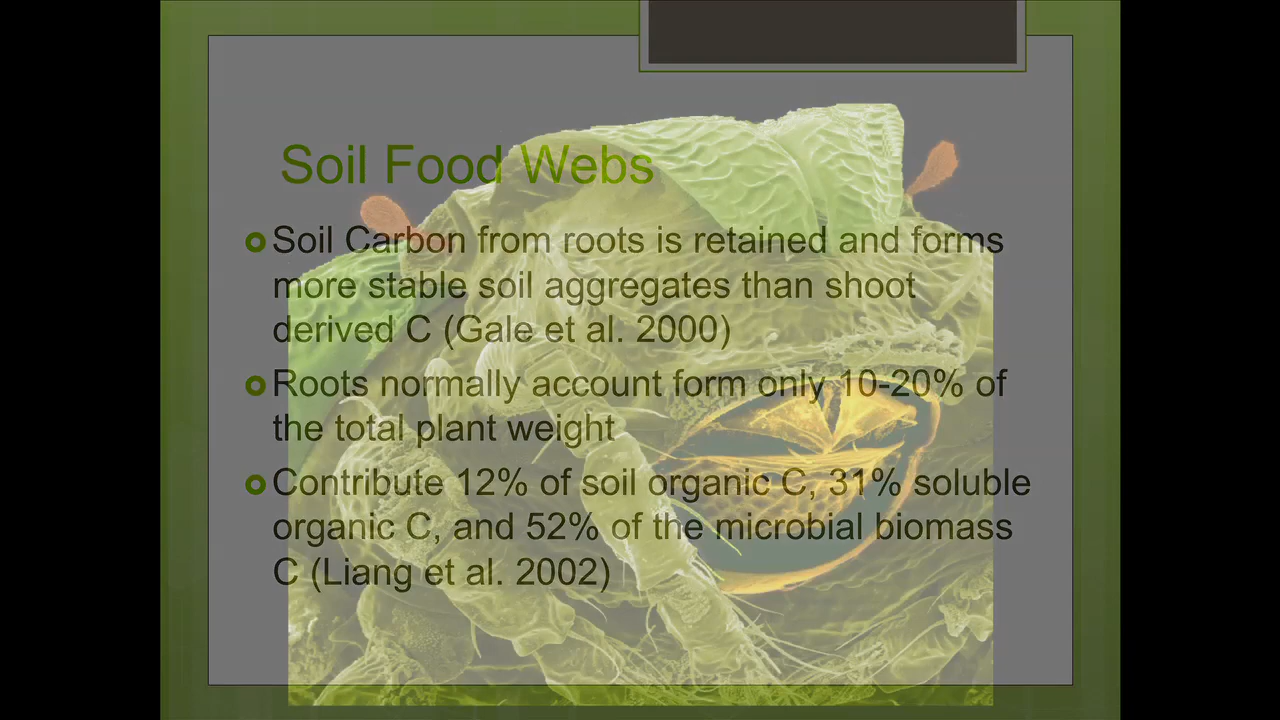 Soil Food Webs
Soil Carbon from roots is retained and forms
more stable soil aggregates than shoot
derived C (Gale et al. 2000)
Roots normally account form only 10-20% of
the total plant weight
Contribute 12% of soil organic C, 31% soluble
organic C, and 52% of the microbial biomass
C (Liang et al. 2002)